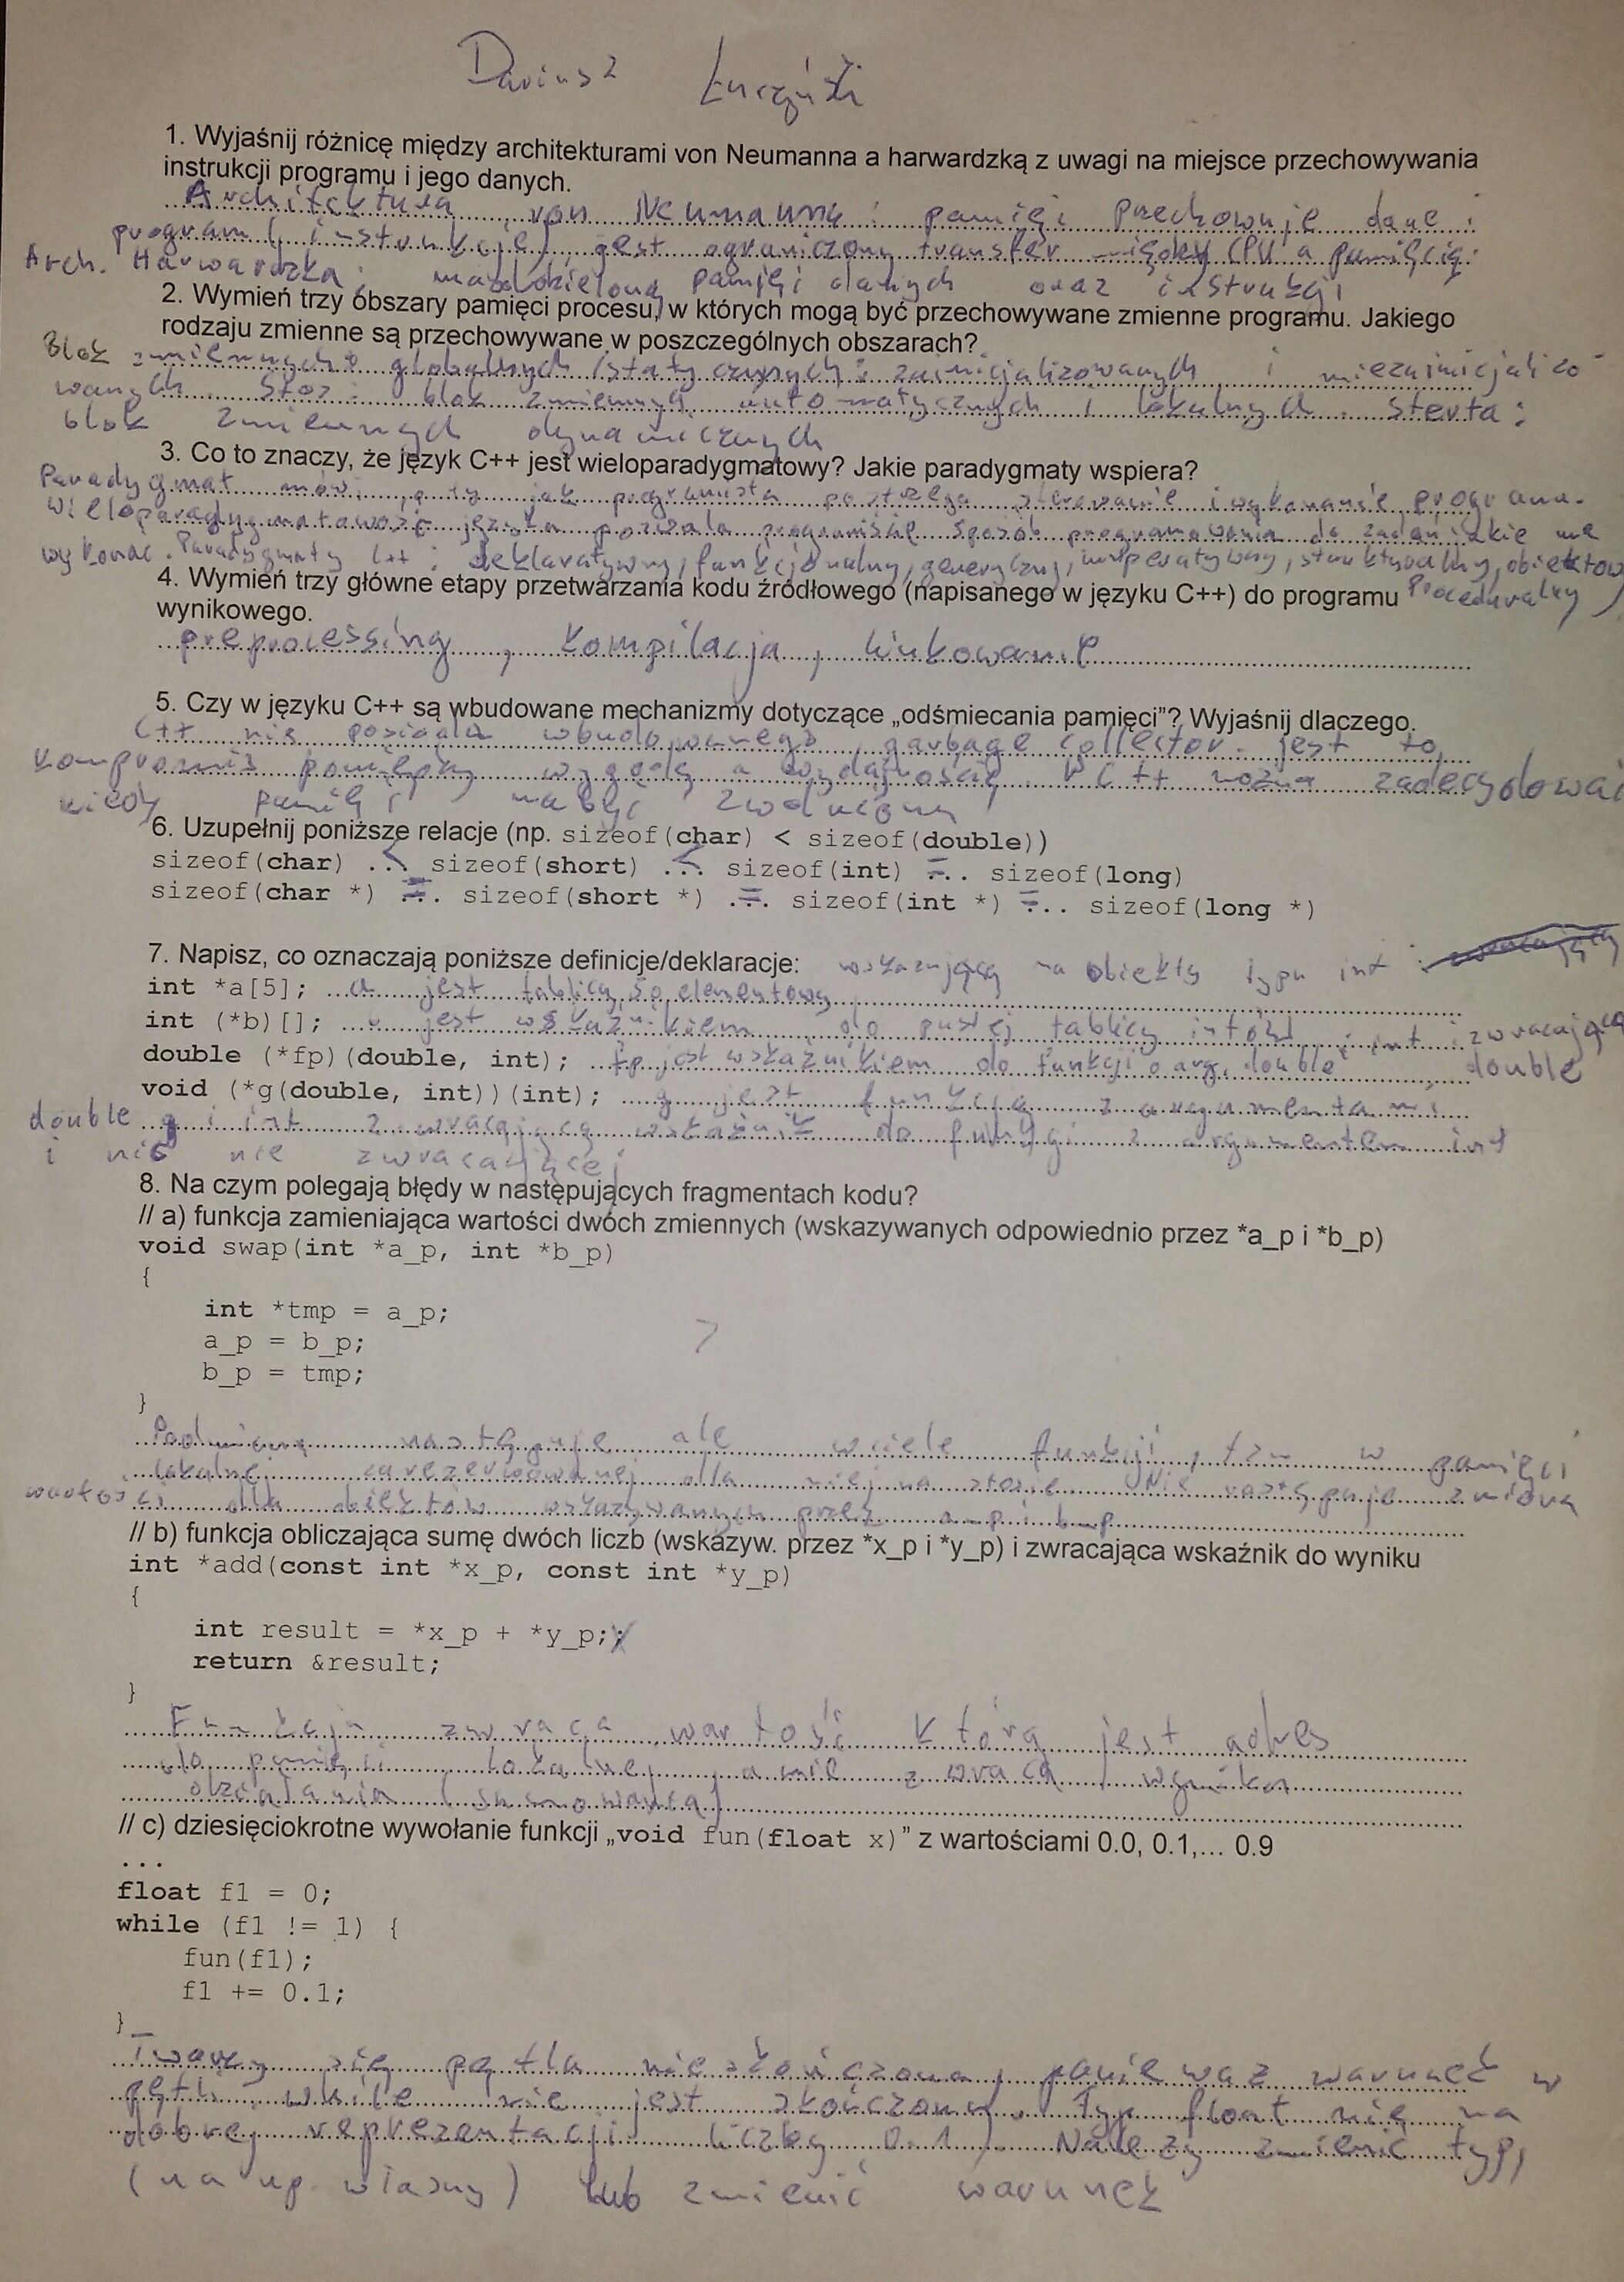 Dariusz
1. Wyjaśnij różnicę między architekturami von Neumanna a harwardzką z uwagi na miejsce przechowywania
instrukcji programu i jego danych.
Architektura von Neumanna : pamięć przechowuje dane i
program (instrukcje), jest ograniczony transfer między CPU a pamięcią.
Arch. Harwardzka : ma oddzieloną pamięć danych oraz instrukcji
2. Wymień trzy obszary pamięci procesu, w których mogą być przechowywane zmienne programu. Jakiego
rodzaju zmienne są przechowywane w poszczególnych obszarach?
Blok zmiennych globalnych (statycznych : zainicjalizowanych i niezainicjalizo
wanych. Stos : blok zmiennych automatycznych i lokalnych. Sterta :
blok zmiennych dynamicznych
3. Co to znaczy, że język C++ jest wieloparadygmatowy? Jakie paradygmaty wspiera?
Paradygmat mówi o tym jak programista postrzega sterowanie i wykonanie program.
Wieloparadygmatowość języka pozwala programiście sposób programowania do zadań jakie ma
wykonać. Paradygmaty C++ : deklaratywny, funkcjonalny, generyczny, imperatywny, strukturalny, obiektow
proceduralny
4. Wymień trzy główne etapy przetwarzania kodu źródłowego (napisanego w języku C++) do programu
wynikowego.
preprocessing, kompilacja, linkowanie
5. Czy w języku C++ są wbudowane mechanizmy dotyczące „odśmiecania pamięci”? Wyjaśnij dlaczego.
C++ nie posiada wbudowanego garbage collector. jest to
kompromis pomiędzy wygodą a wydajnością. W C++ można zadecydować
kiedy pamięć ma być zwolniona
6. Uzupełnij poniższe relacje (np. sizeof(char) < sizeof(double))
sizeof(char) < sizeof(short) < sizeof(int) = sizeof(long)
sizeof(char *) = sizeof(short *) = sizeof(int *) = sizeof(long *)
7. Napisz, co oznaczają poniższe definicje/deklaracje: wskazującą na obiekty typu int
int *a[5]; a jest tablicą 5o elementową
int (*b)[]; jest wskaźnikiem do pustej tablicy intów
double (*fp)(double, int); fp jest wskaźnikiem do funkcji o arg. double i int i zwracającą double
void (*g(double, int))(int); g jest funkcją z argumentami
double i int zwracającą wskaźnik do funkcji z argumentem int
i nic nie zwracającej
8. Na czym polegają błędy w następujących fragmentach kodu?
// a) funkcja zamieniająca wartości dwóch zmiennych (wskazywanych odpowiednio przez *a_p i *b_p)
void swap(int *a_p, int *b_p)
{
int *tmp = a_p;
a_p = b_p;
b_p = tmp;
}
Podmiana następuje ale w ciele funkcji, tzn w pamięci
lokalnej zarezerwowanej dla niej na stosie. Nie następuje zmiana
wartości dla obiektów wskazywanych przez a_p i b_p
// b) funkcja obliczająca sumę dwóch liczb (wskazyw. przez *x_p i *y_p) i zwracająca wskaźnik do wyniku
int *add(const int *x_p, const int *y_p)
{
int result = *x_p + *y_p;;
return &result;
}
Funkcja zwraca wartość którą jest adres
do pamięci lokalnej a nie zwraca wyniku
działania (sumowania)
// c) dziesięciokrotne wywołanie funkcji „void fun(float x)” z wartościami 0.0, 0.1,... 0.9
...
float f1 = 0;
while (f1 != 1) {
fun(f1);
f1 += 0.1;
}
Tworzy się pętla nieskończona, ponieważ warunek w
pętli while nie jest skończony. Typ float nie ma
dobrej reprezentacji liczby 0.1). Należy zmienić typ,
(na np. własny) lub zmienić warunek